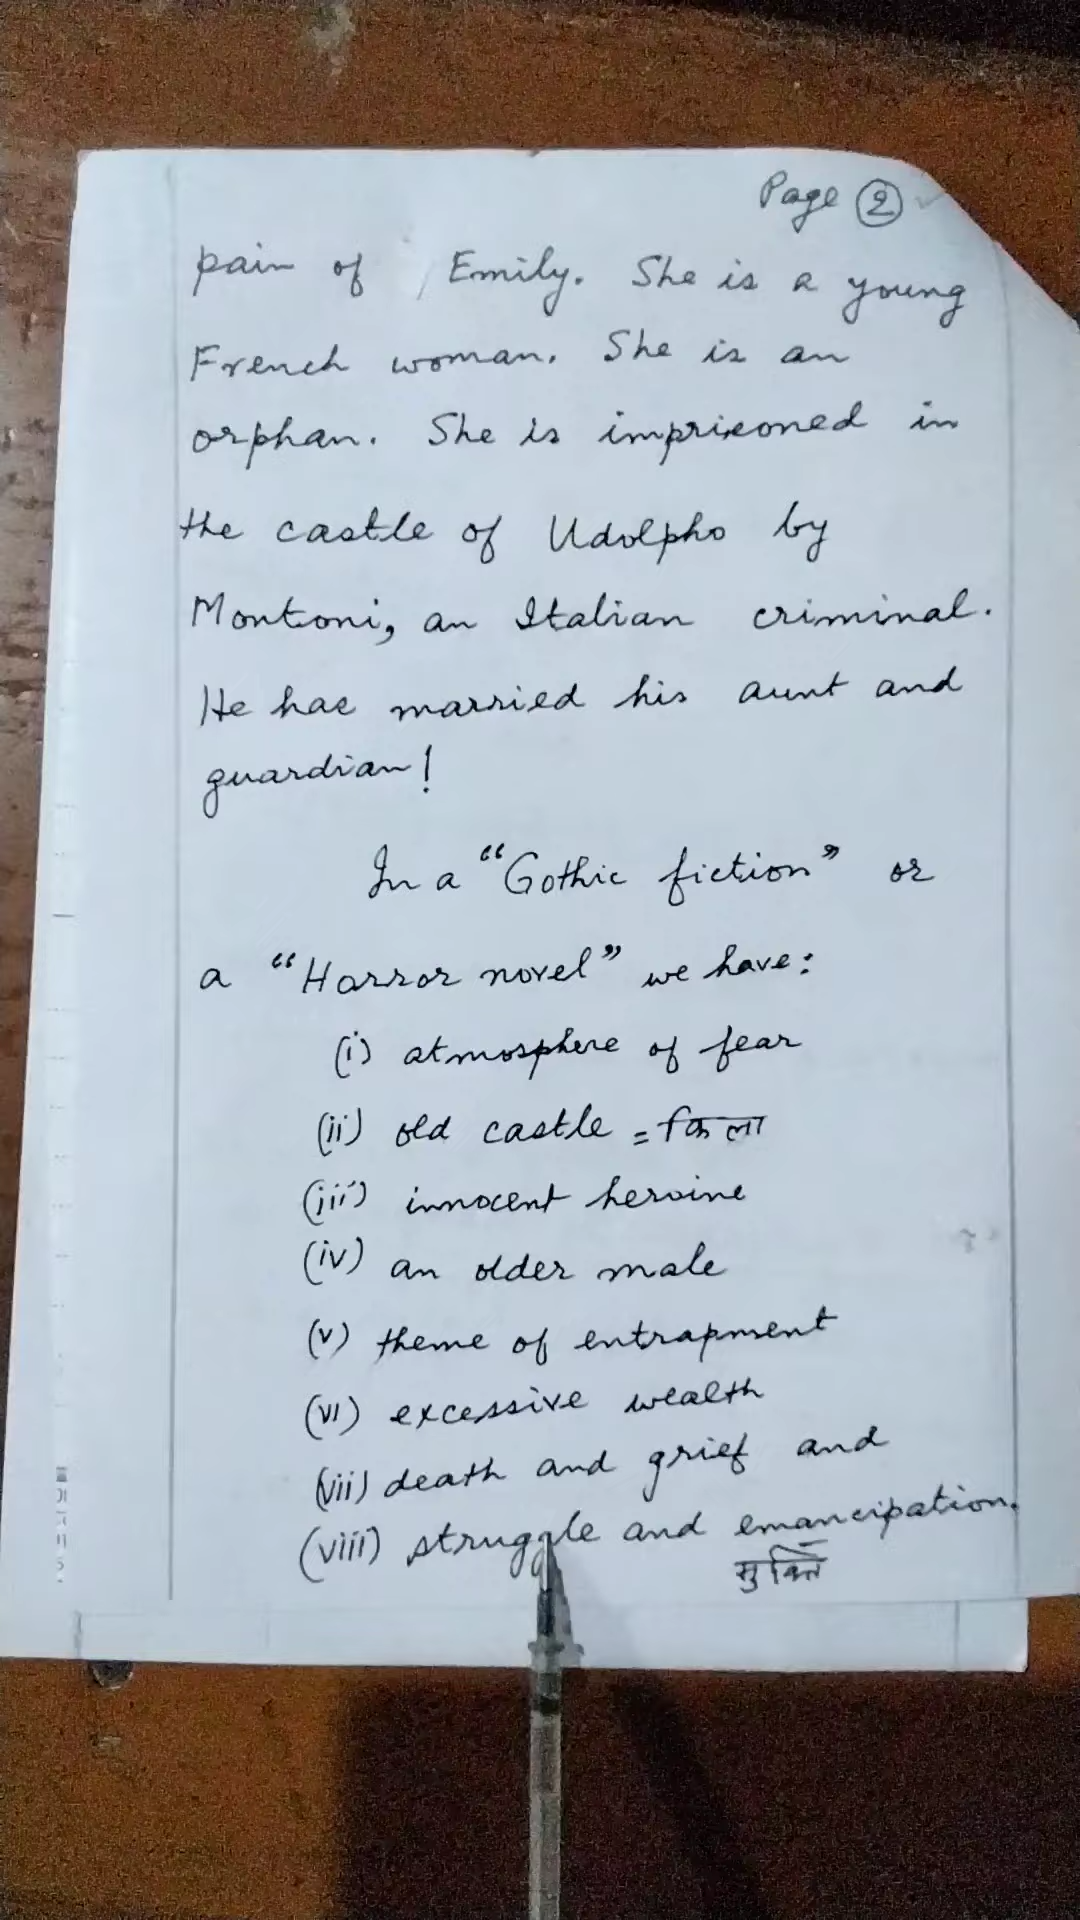 Page 2
pain of Emily. She is a young
French woman. She is an
orphan. She is imprisoned in
the castle of Udolpho by
Montoni, an Italian criminal.
He has married his aunt and
guardian!
In a "Gothic fiction" or
a "Horror novel" we have:
(i) atmosphere of fear
(ii) old castle = किला
(iii) innocent heroine
(iv) an older male
(v) theme of entrapment
(vi) excessive wealth
(vii) death and grief and
(viii) struggle and emancipation.
मुक्ति